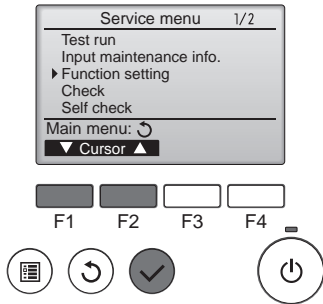 Service menu 1/2
Test run
Input maintenance info.
Function setting
Check
Self check
Main menu:
▼ Cursor ▲
F1 F2 F3 F4